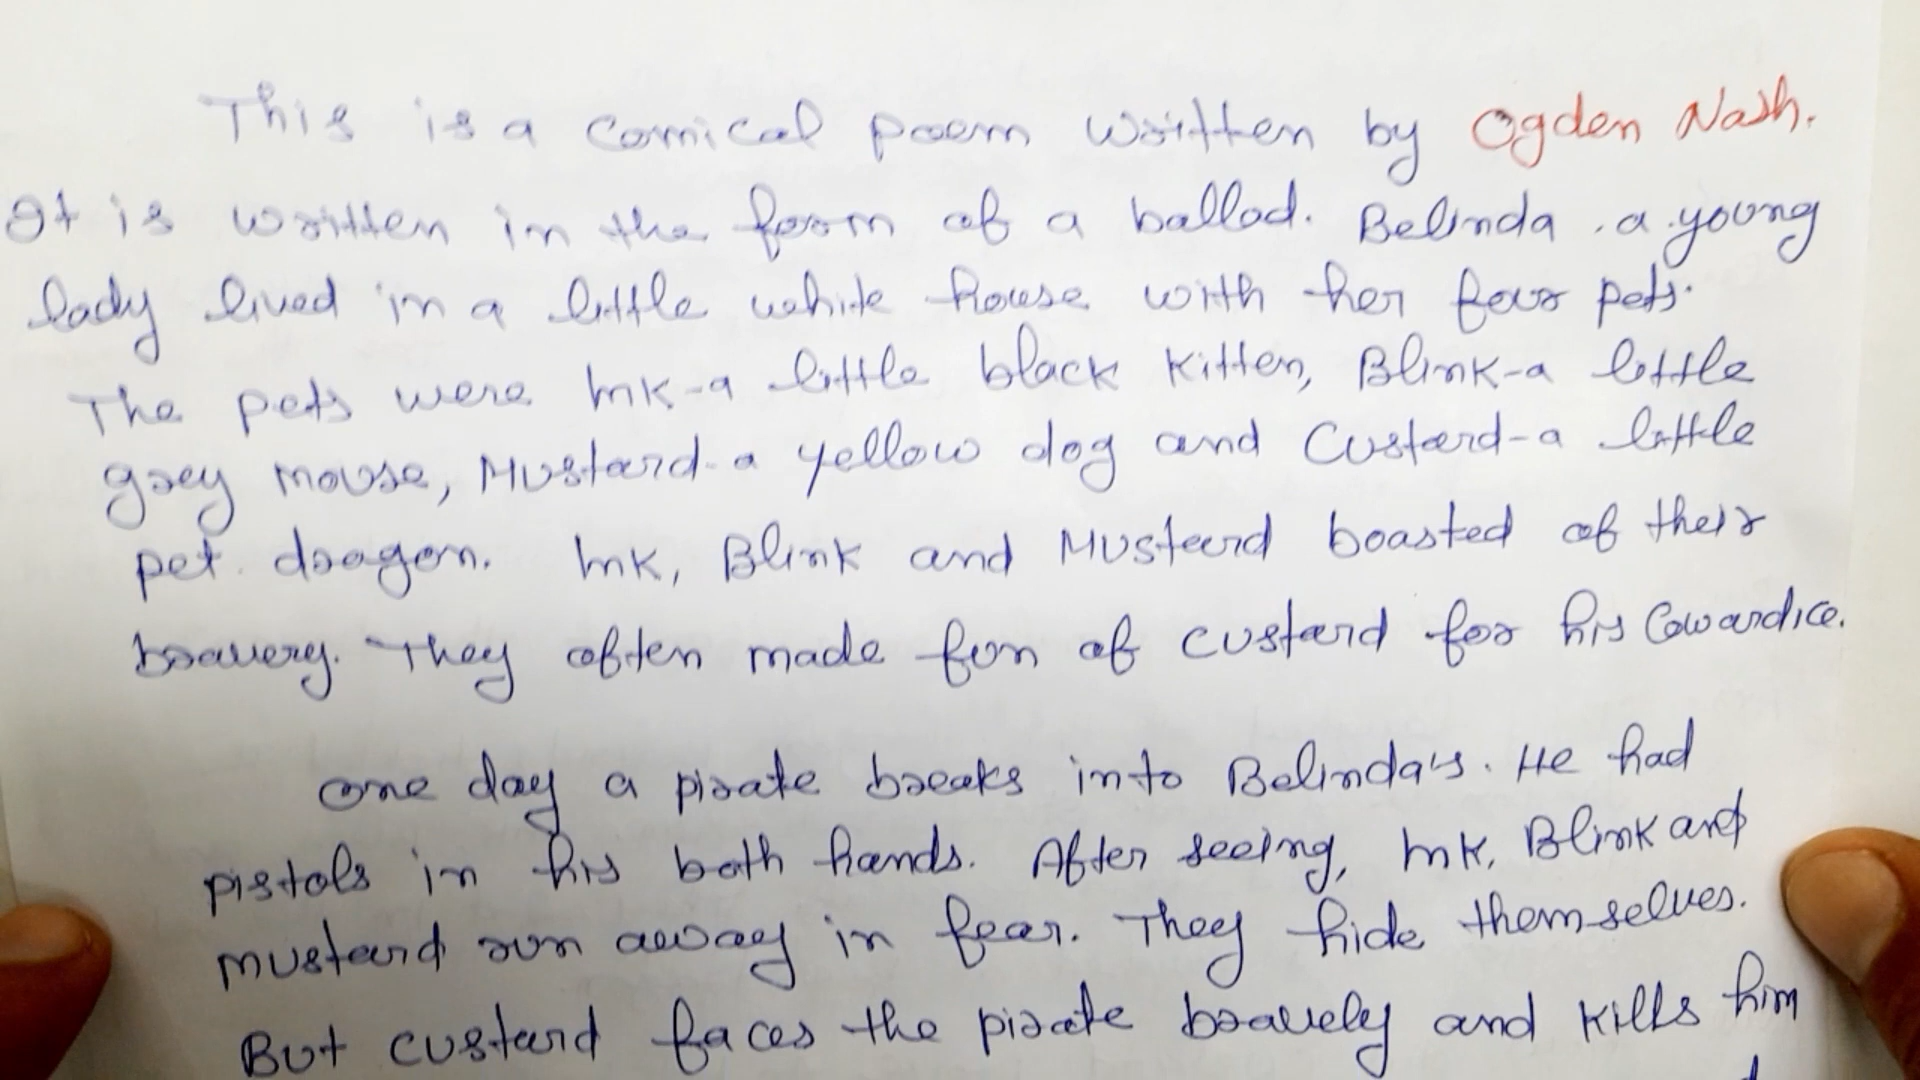 This is a comical poem written by Ogden Nash.
It is written in the form of a ballad. Belinda, a young
lady lived in a little white house with her four pets.
The pets were Ink-a little black kitten, Blink-a little
grey mouse, Mustard-a yellow dog and Custard-a little
pet dragon. Ink, Blink and Mustard boasted of their
bravery. They often made fun of custard for his Cowardice.
One day a pirate breaks into Belinda's. He had
pistols in his both hands. After seeing, Ink, Blink and
mustard run away in fear. They hide themselves.
But custard faces the pirate bravely and kills him